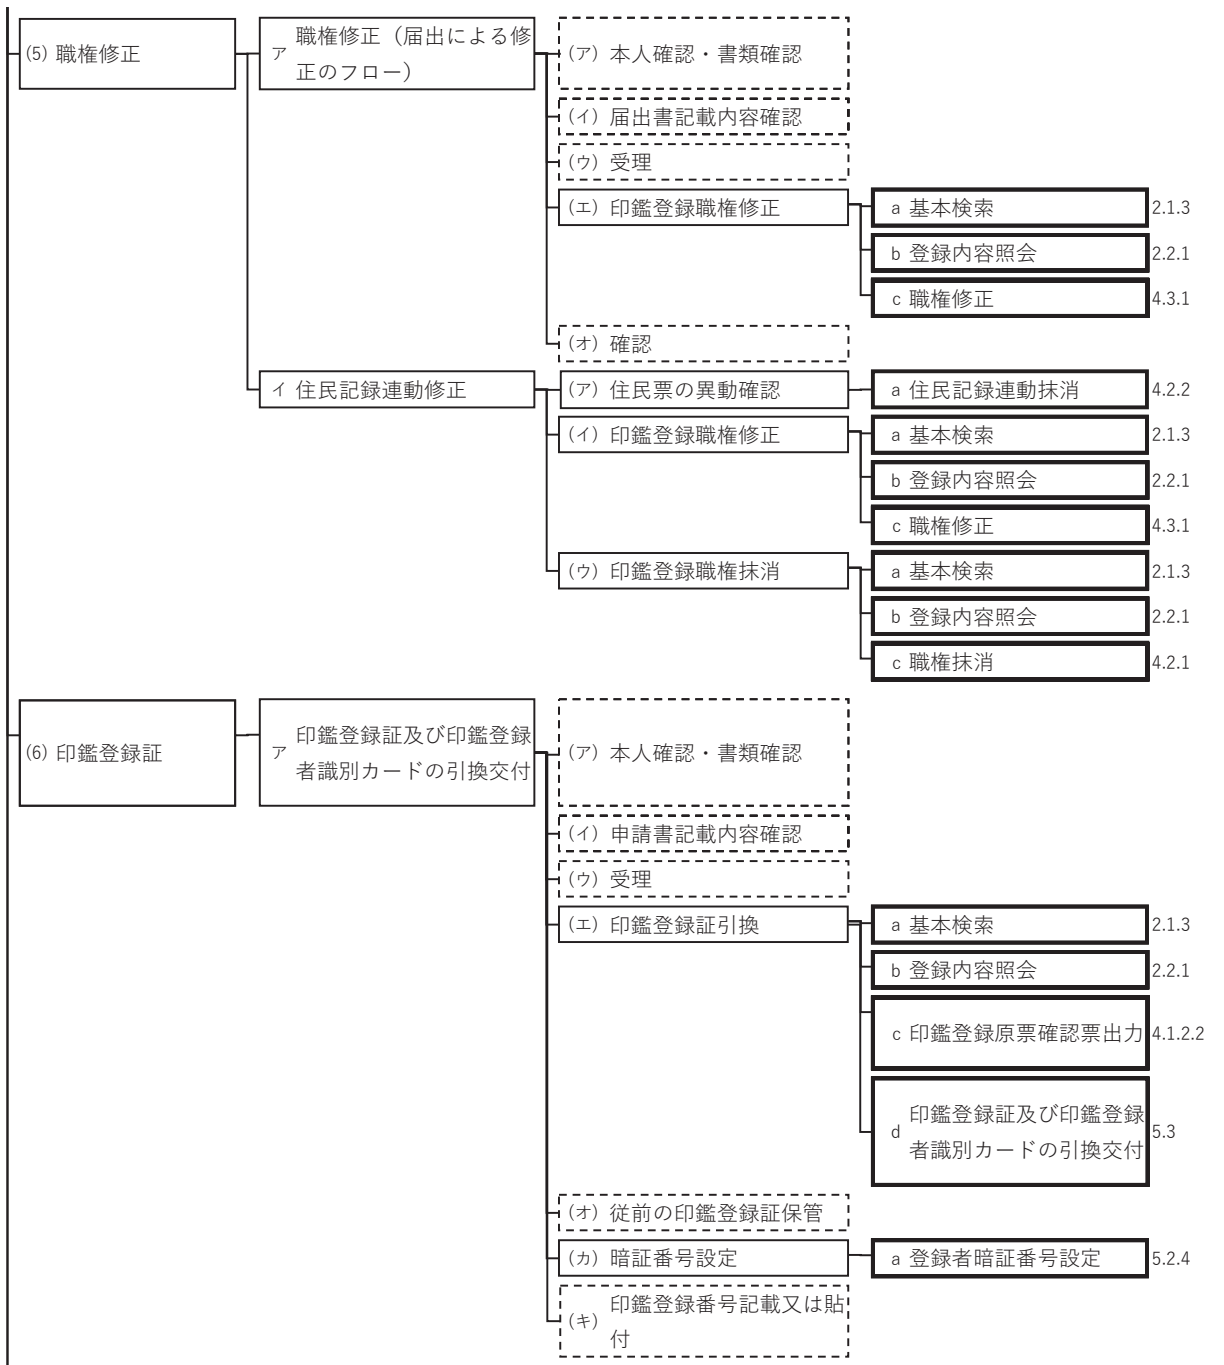 (5) 職権修正
ア 職権修正（届出による修
正のフロー）
(ア) 本人確認・書類確認
(イ) 届出書記載内容確認
(ウ) 受理
(エ) 印鑑登録職権修正
a 基本検索 2.1.3
b 登録内容照会 2.2.1
c 職権修正 4.3.1
(オ) 確認
イ 住民記録連動修正
(ア) 住民票の異動確認
a 住民記録連動抹消 4.2.2
(イ) 印鑑登録職権修正
a 基本検索 2.1.3
b 登録内容照会 2.2.1
c 職権修正 4.3.1
(ウ) 印鑑登録職権抹消
a 基本検索 2.1.3
b 登録内容照会 2.2.1
c 職権抹消 4.2.1
(6) 印鑑登録証
ア 印鑑登録証及び印鑑登録
者識別カードの引換交付
(ア) 本人確認・書類確認
(イ) 申請書記載内容確認
(ウ) 受理
(エ) 印鑑登録証引換
a 基本検索 2.1.3
b 登録内容照会 2.2.1
c 印鑑登録原票確認票出力 4.1.2.2
d 印鑑登録証及び印鑑登録
者識別カードの引換交付 5.3
(オ) 従前の印鑑登録証保管
(カ) 暗証番号設定
a 登録者暗証番号設定 5.2.4
(キ) 印鑑登録番号記載又は貼
付